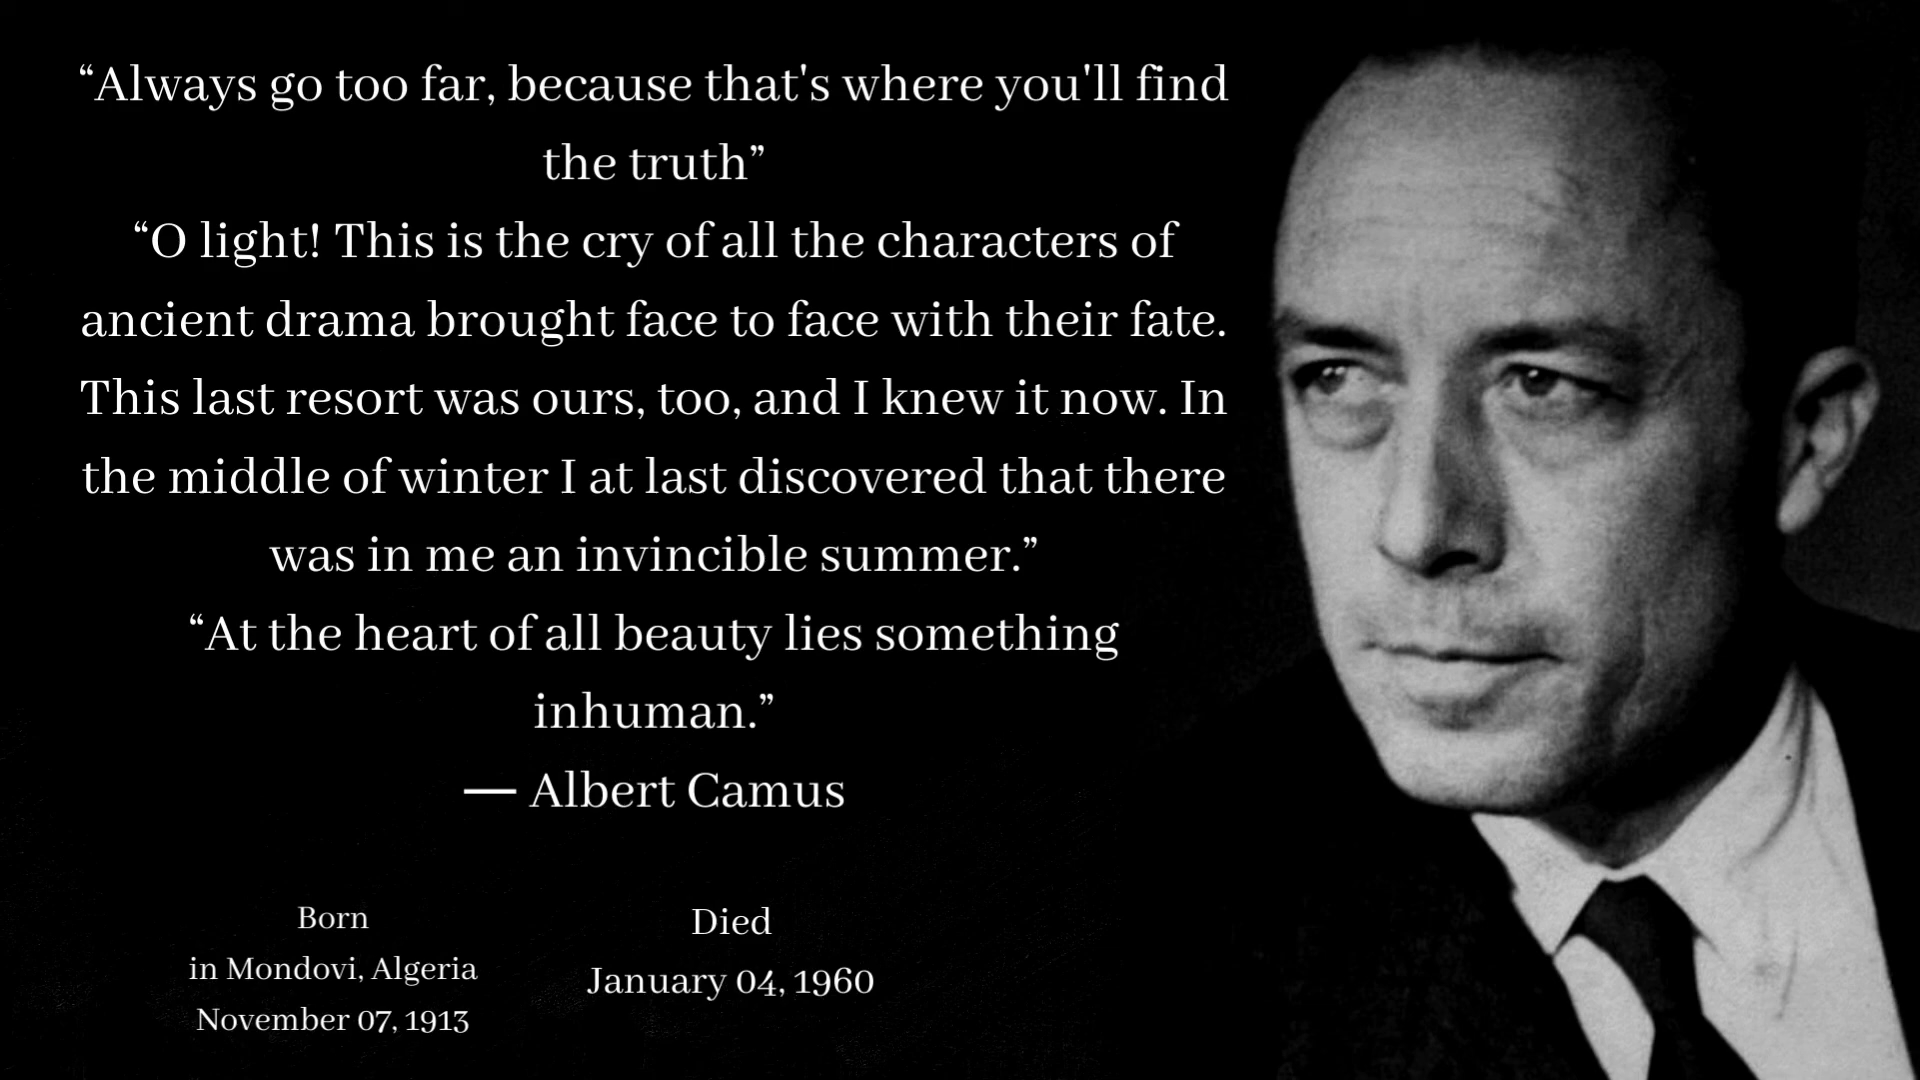 “Always go too far, because that's where you'll find
the truth”
“O light! This is the cry of all the characters of
ancient drama brought face to face with their fate.
This last resort was ours, too, and I knew it now. In
the middle of winter I at last discovered that there
was in me an invincible summer.”
“At the heart of all beauty lies something
inhuman.”
― Albert Camus
Born
in Mondovi, Algeria
November 07, 1913
Died
January 04, 1960